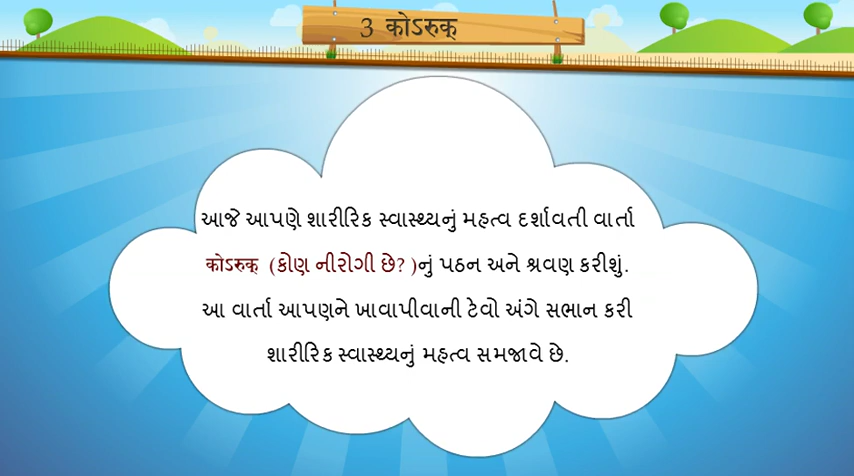 3 कोऽरुक्
આજે આપણે શારીરિક સ્વાસ્થ્યનું મહત્વ દર્શાવતી વાર્તા
कोऽरुक् (કોણ નીરોગી છે? )નું પઠન અને શ્રવણ કરીશું.
આ વાર્તા આપણને ખાવાપીવાની ટેવો અંગે સભાન કરી
શારીરિક સ્વાસ્થ્યનું મહત્વ સમજાવે છે.